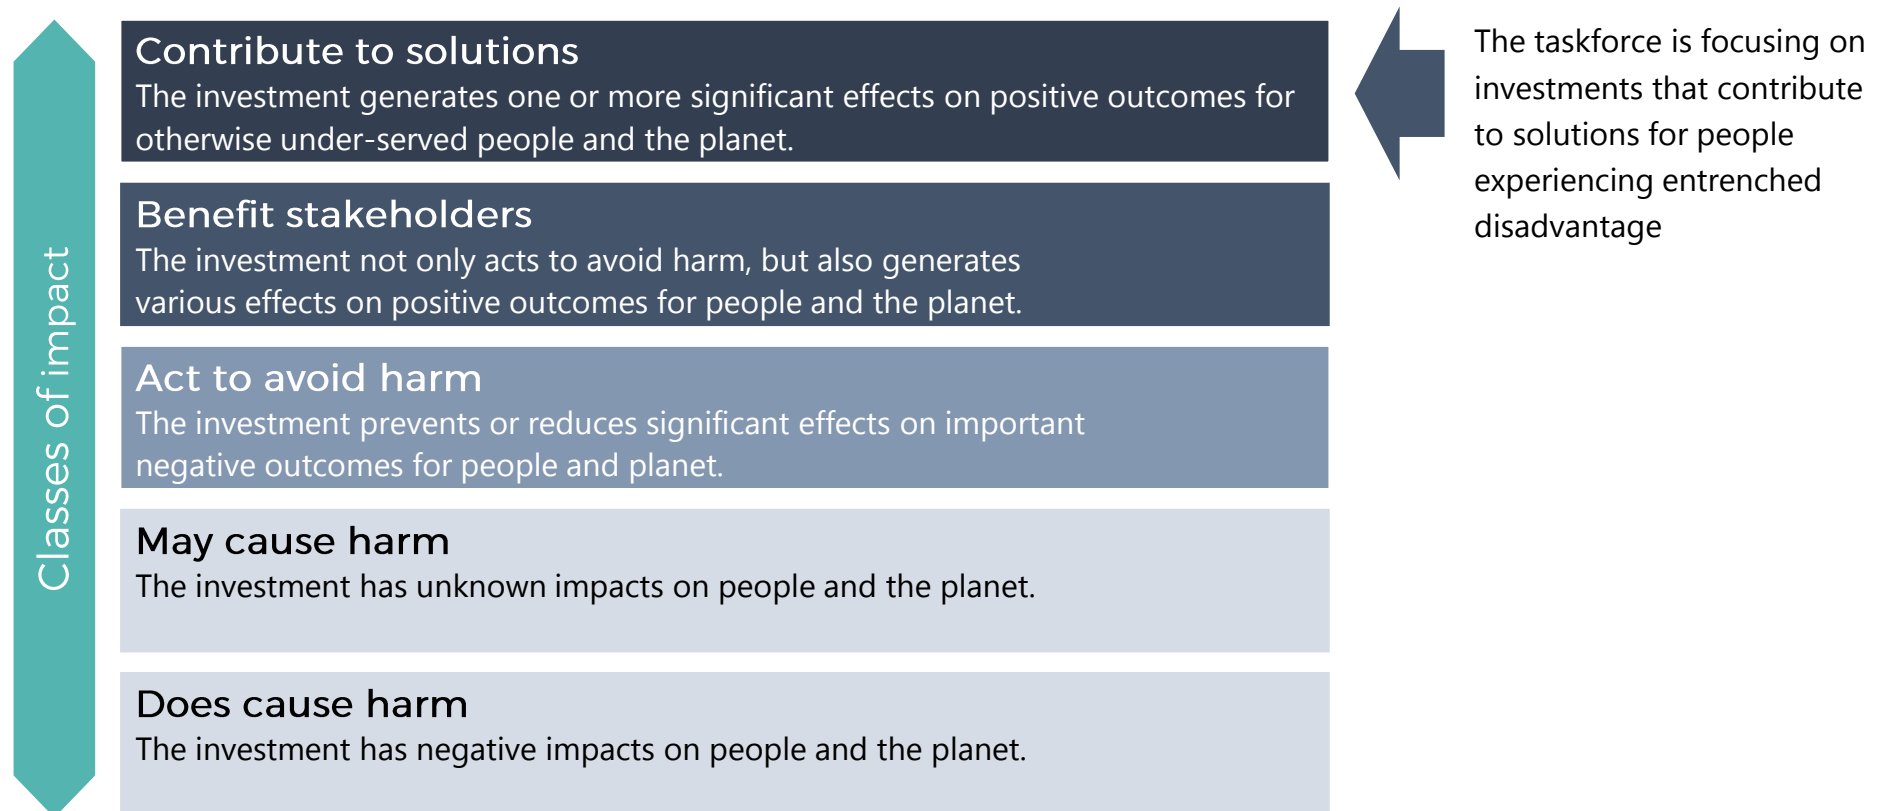 Classes of impact
Contribute to solutions
The investment generates one or more significant effects on positive outcomes for
otherwise under-served people and the planet.
The taskforce is focusing on
investments that contribute
to solutions for people
experiencing entrenched
disadvantage
Benefit stakeholders
The investment not only acts to avoid harm, but also generates
various effects on positive outcomes for people and the planet.
Act to avoid harm
The investment prevents or reduces significant effects on important
negative outcomes for people and planet.
May cause harm
The investment has unknown impacts on people and the planet.
Does cause harm
The investment has negative impacts on people and the planet.